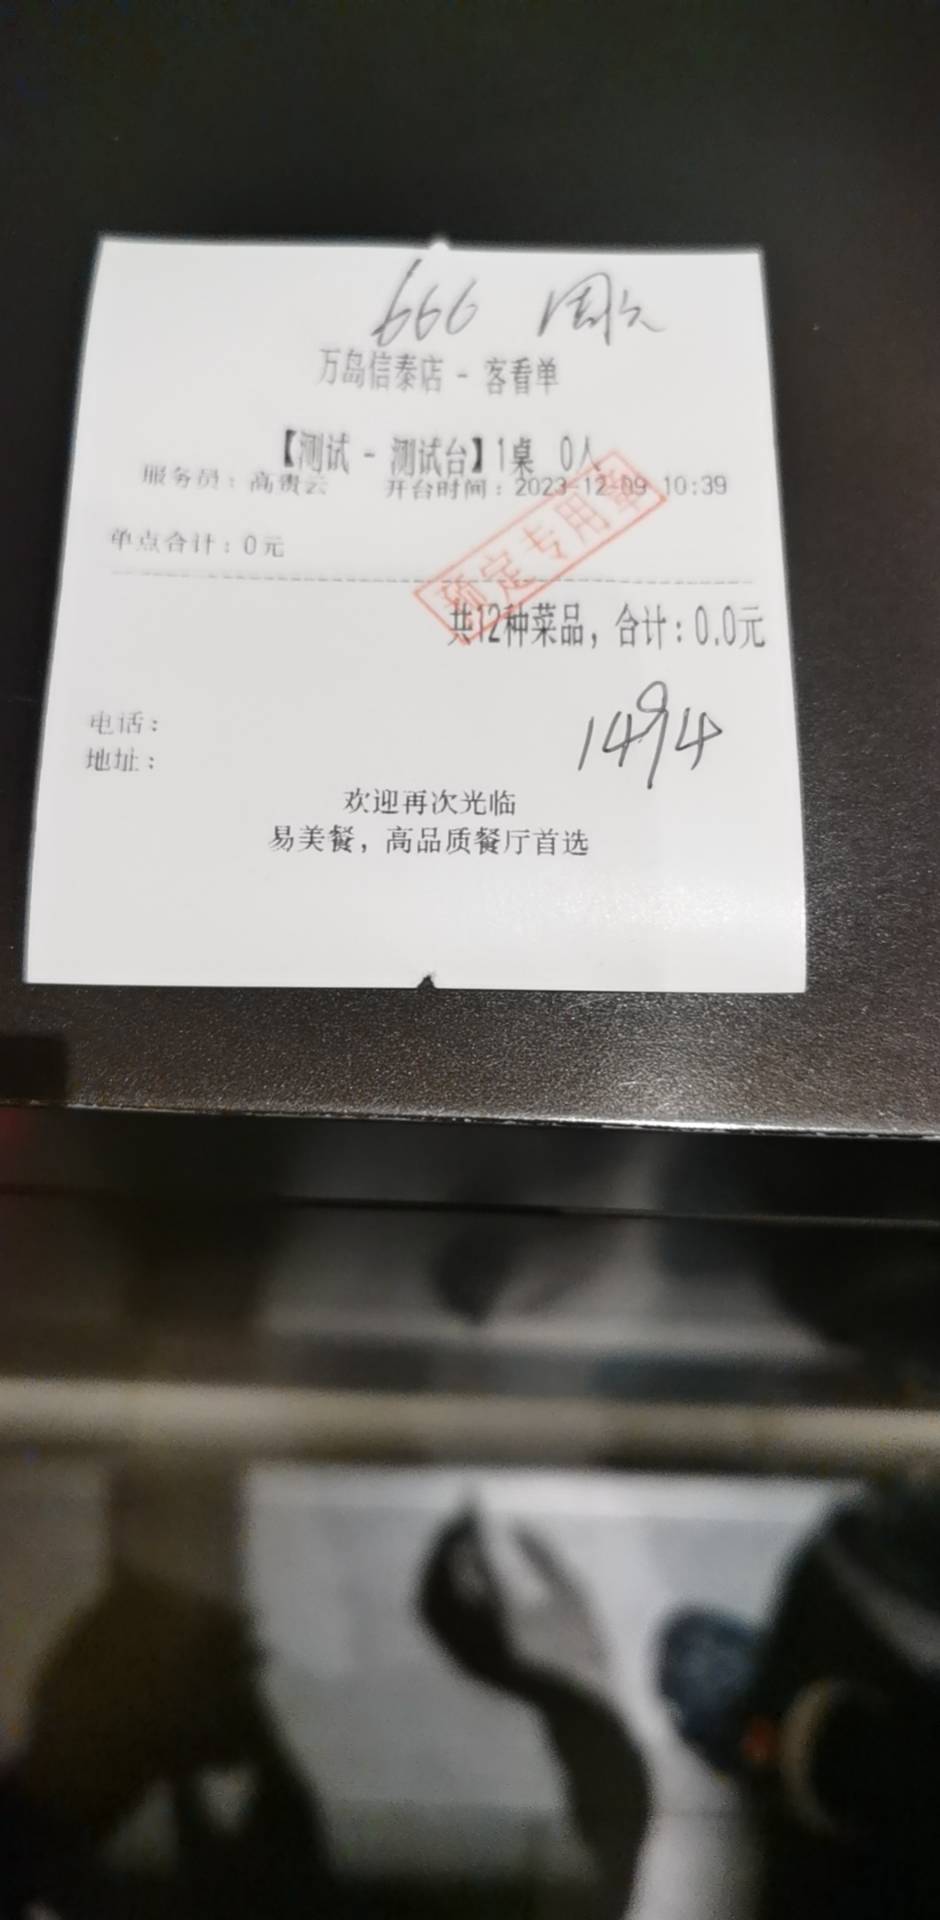 666 周欠
万岛信泰店 - 客看单
【测试 - 测试台】1桌 0人
服务员：高贵云 开台时间：2023-12-09 10:39
单点合计：0元
预定专用章
共12种菜品，合计：0.0元
电话：
1494
地址：
欢迎再次光临
易美餐，高品质餐厅首选